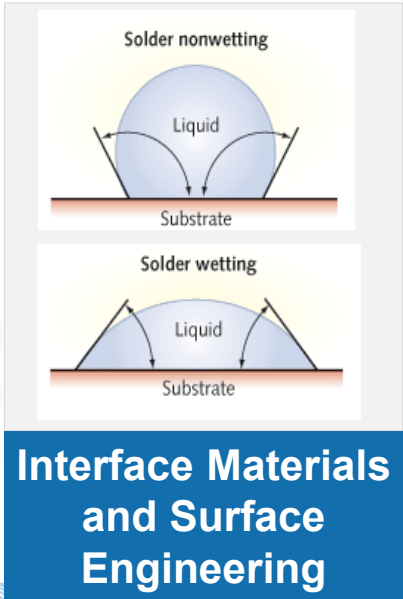 Solder nonwetting
Liquid
Substrate
Solder wetting
Liquid
Substrate
Interface Materials
and Surface
Engineering